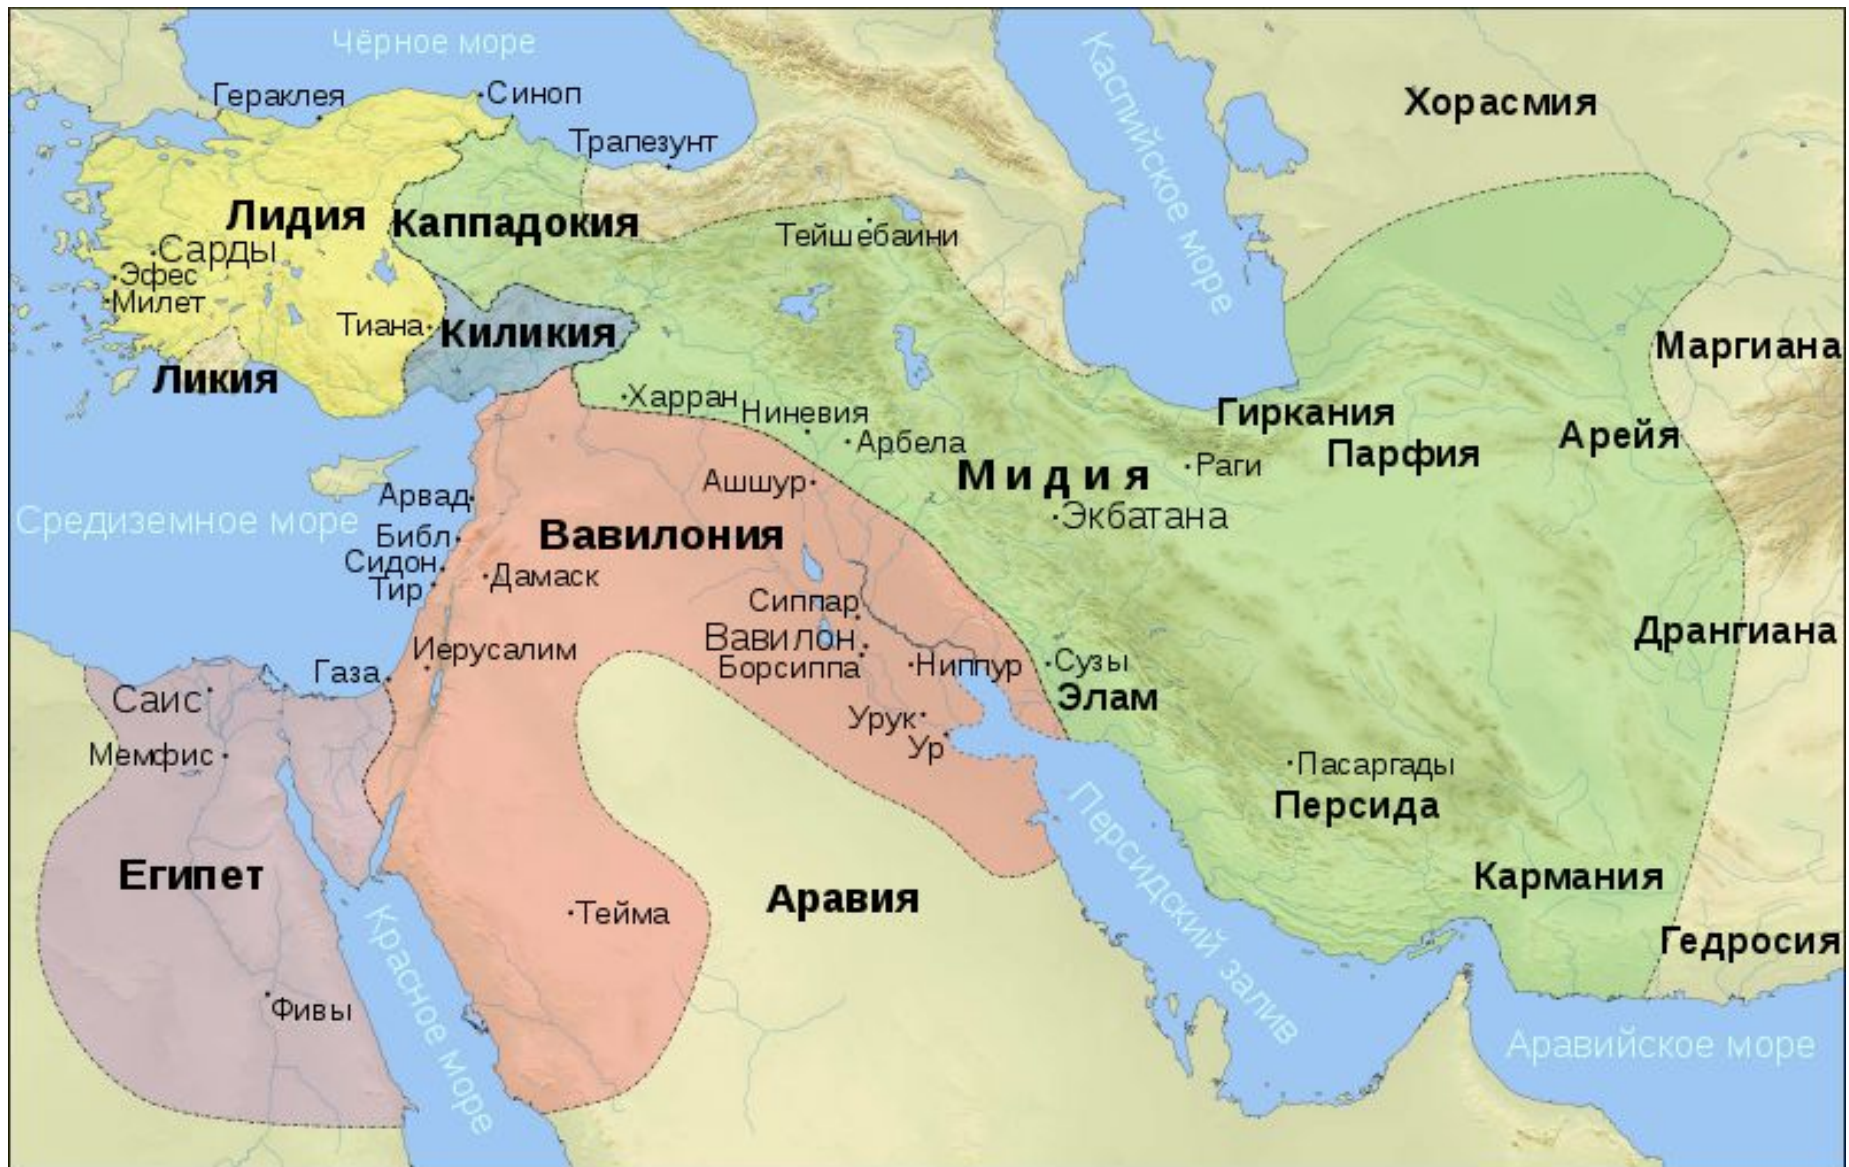 Чёрное море
Каспийское море
Хорасмия
Гераклея
Синоп
Трапезунт
Лидия
Каппадокия
Тейшебаини
Сарды
Эфес
Милет
Тиана
Киликия
Маргиана
Ликия
Харран
Ниневия
Арбела
Гиркания
Парфия
Арейя
Мидия
Раги
Ашшур
Арвад
Экбатана
Средиземное море
Вавилония
Библ
Сидон
Тир
Дамаск
Сиппар
Вавилон
Борсиппа
Дрангиана
Иерусалим
Газа
Ниппур
Сузы
Элам
Саис
Урук
Ур
Мемфис
Пасаргады
Персида
Персидский залив
Египет
Аравия
Кармания
Тейма
Красное море
Гедросия
Фивы
Аравийское море